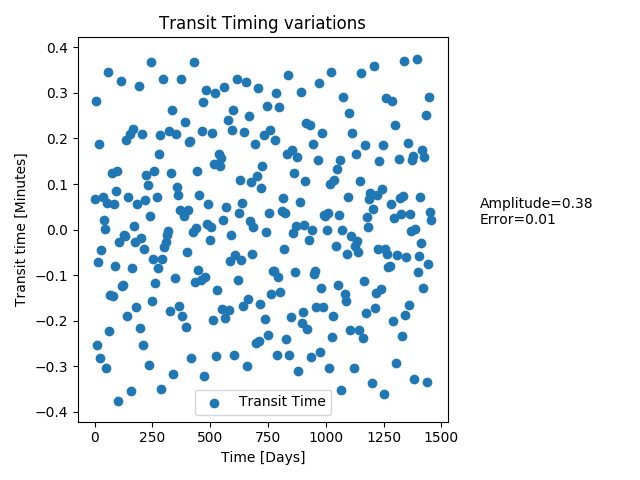 Transit Timing variations
0.4
0.3
0.2
0.1
0.0
−0.1
−0.2
−0.3
−0.4
Transit time [Minutes]
Amplitude=0.38
Error=0.01
Transit Time
0
250
500
750
1000
1250
1500
Time [Days]